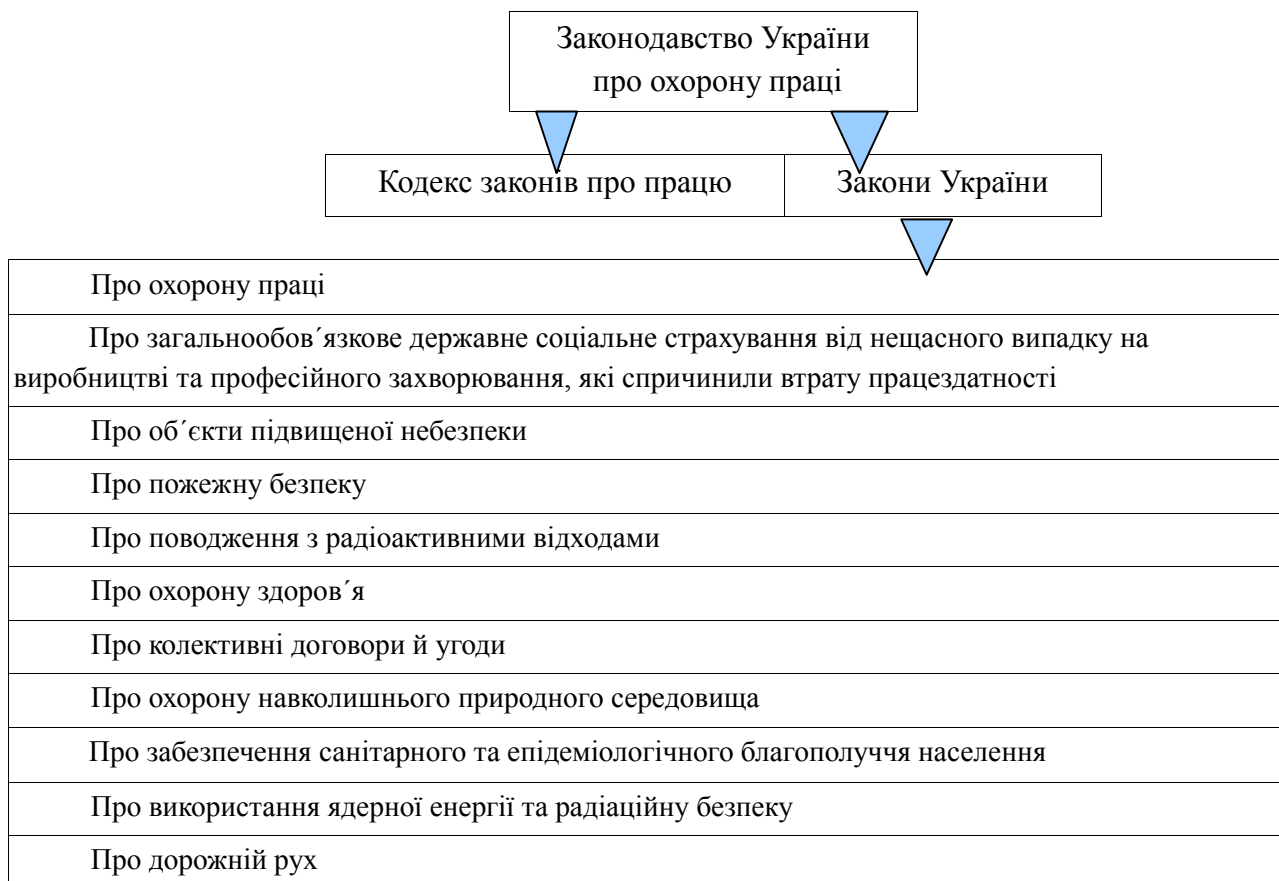 Законодавство України
про охорону праці
Кодекс законів про працю
Закони України
Про охорону праці
Про загальнообов´язкове державне соціальне страхування від нещасного випадку на
виробництві та професійного захворювання, які спричинили втрату працездатності
Про об´єкти підвищеної небезпеки
Про пожежну безпеку
Про поводження з радіоактивними відходами
Про охорону здоров´я
Про колективні договори й угоди
Про охорону навколишнього природного середовища
Про забезпечення санітарного та епідеміологічного благополуччя населення
Про використання ядерної енергії та радіаційну безпеку
Про дорожній рух